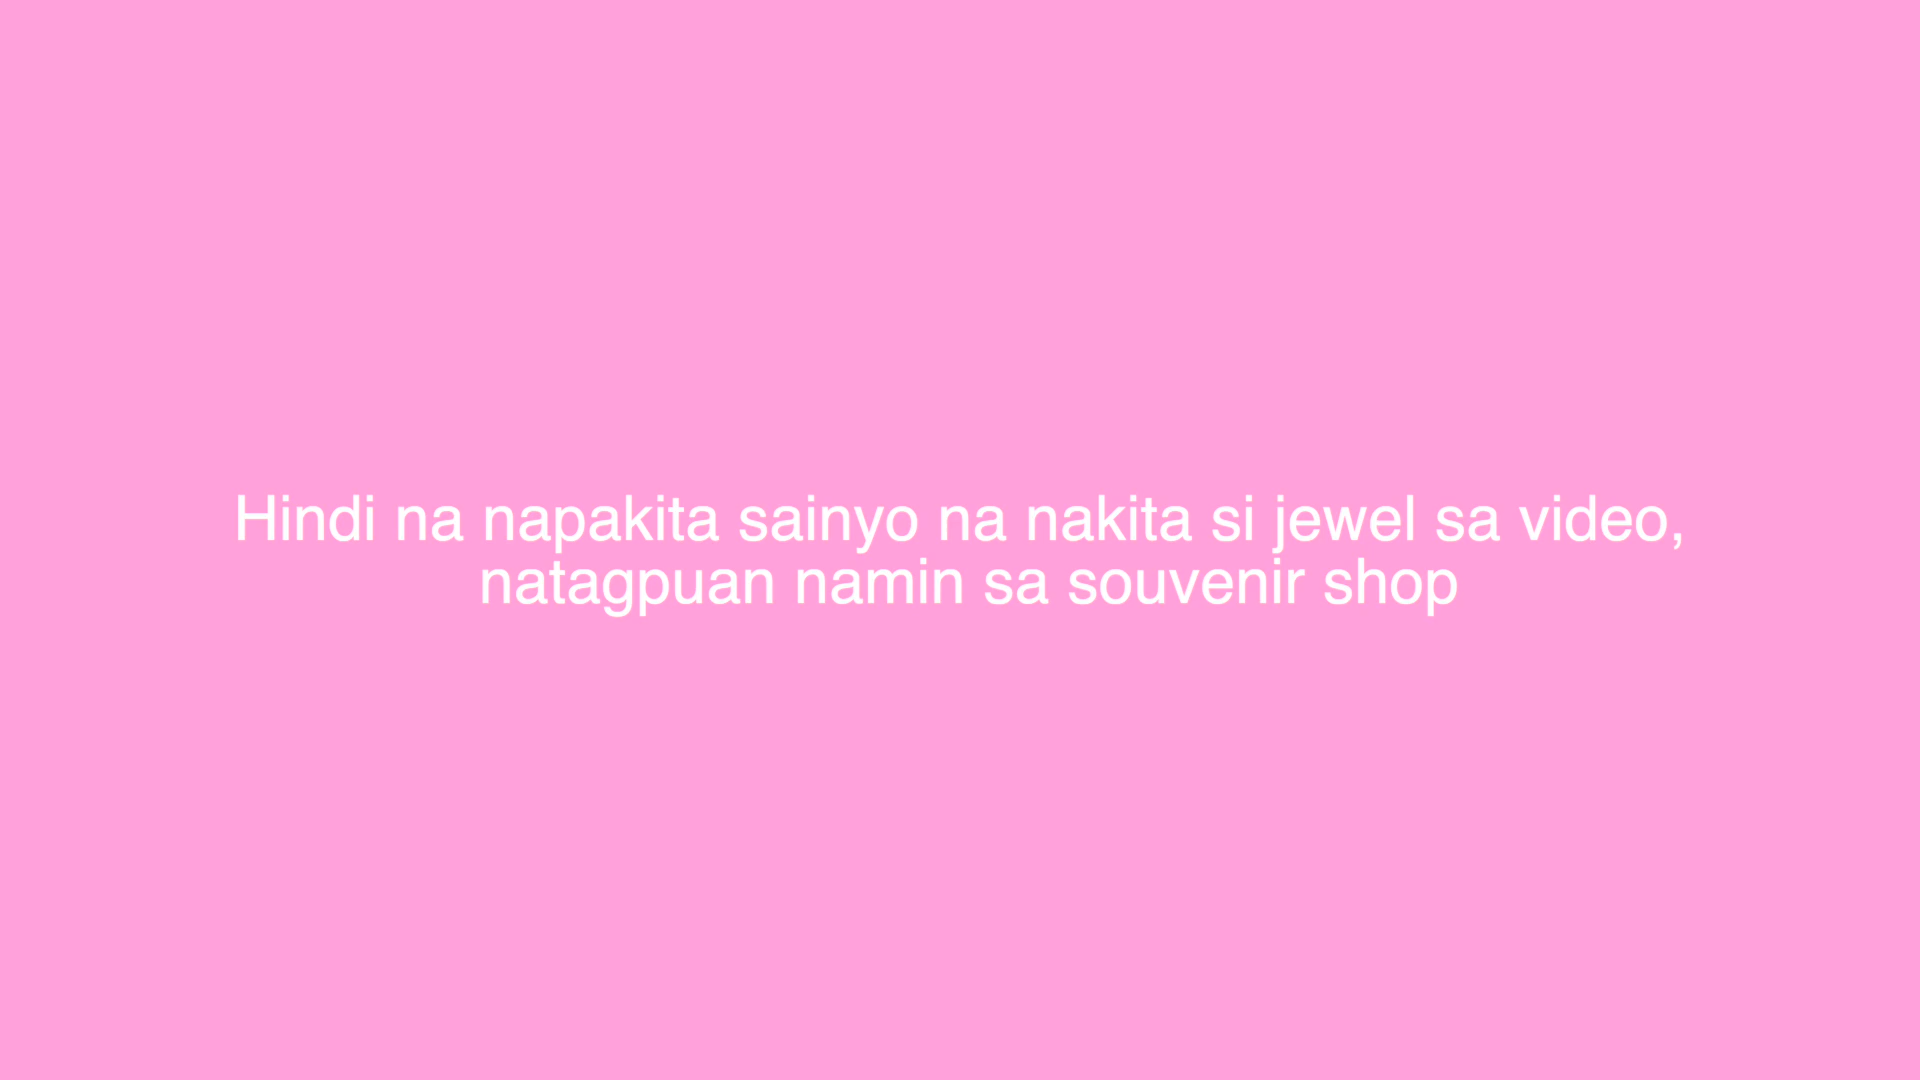 Hindi na napakita sainyo na nakita si jewel sa video,
natagpuan namin sa souvenir shop